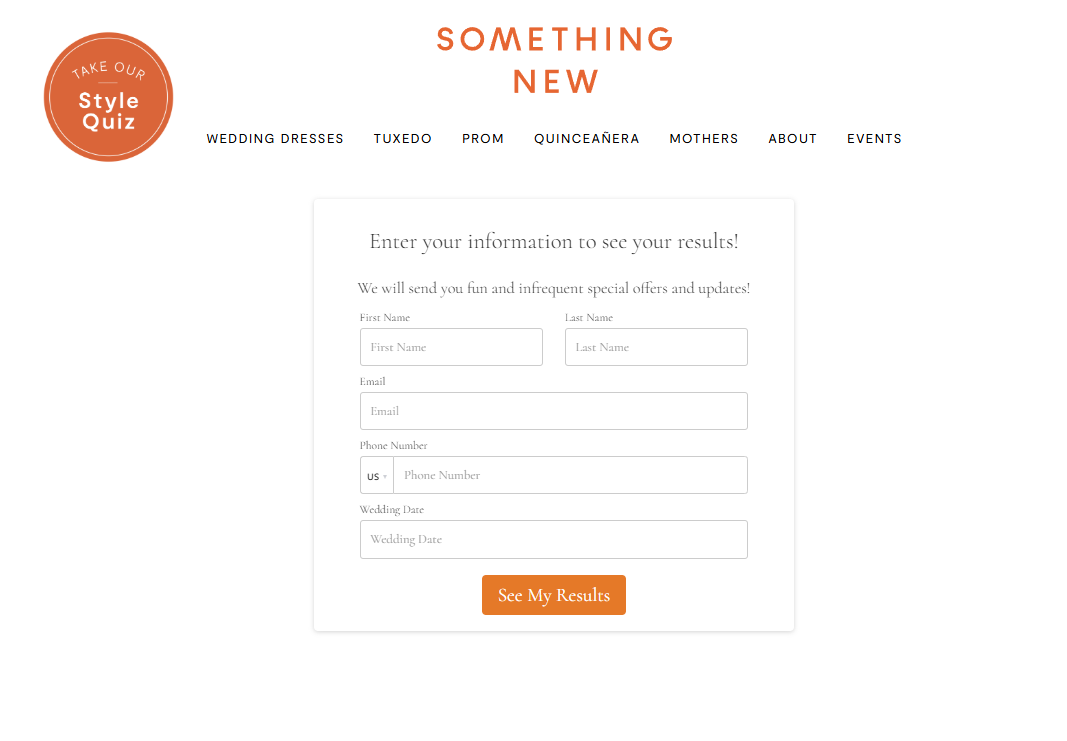 TAKE OUR
Style
Quiz
SOMETHING
NEW
WEDDING DRESSES TUXEDO PROM QUINCEAÑERA MOTHERS ABOUT EVENTS
Enter your information to see your results!
We will send you fun and infrequent special offers and updates!
First Name Last Name
First Name Last Name
Email
Email
Phone Number
US Phone Number
Wedding Date
Wedding Date
See My Results